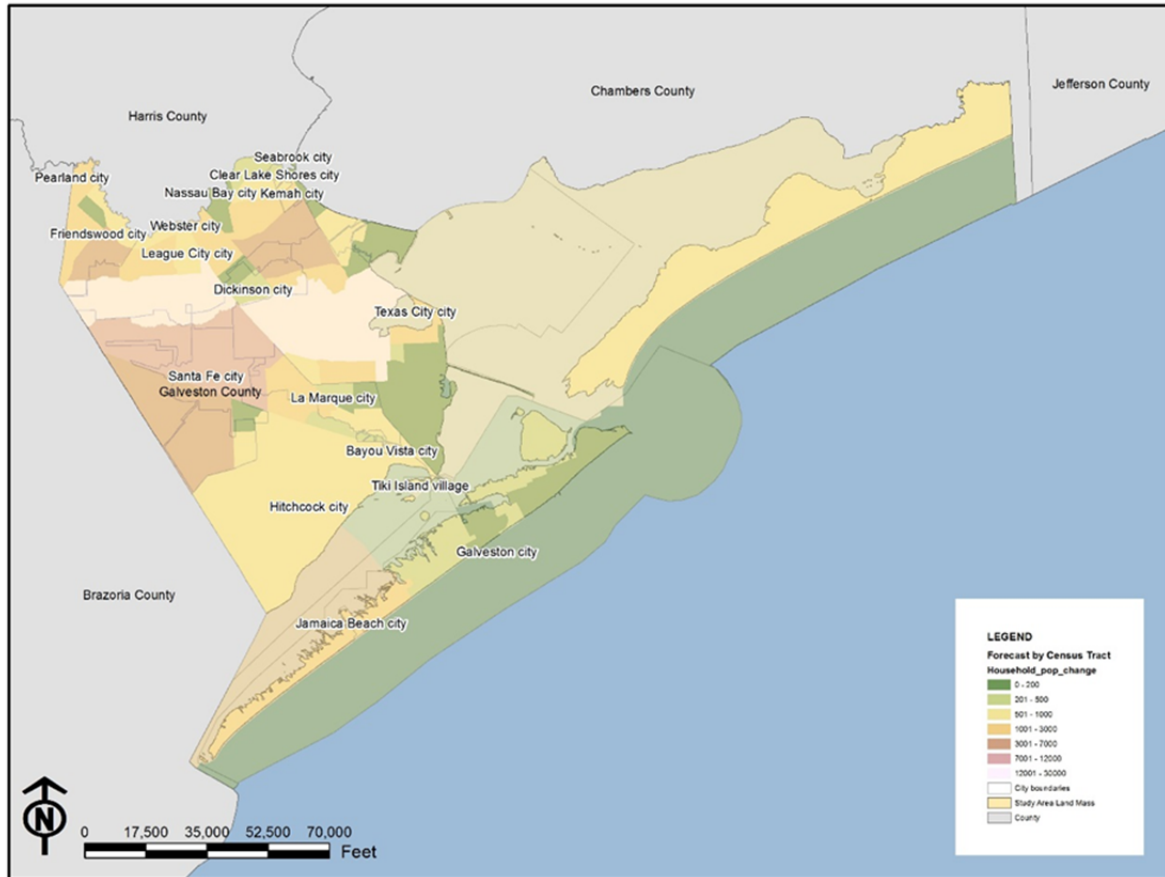 Chambers County
Jefferson County
Harris County
Seabrook city
Pearland city
Clear Lake Shores city
Nassau Bay city Kemah city
Webster city
Friendswood city
League City city
Dickinson city
Texas City city
Santa Fe city
Galveston County
La Marque city
Bayou Vista city
Tiki Island village
Hitchcock city
Galveston city
Brazoria County
Jamaica Beach city
N
0 17,500 35,000 52,500 70,000
Feet
LEGEND
Forecast by Census Tract
Household_pop_change
0 - 200
201 - 500
501 - 1000
1001 - 3000
3001 - 7000
7001 - 12000
12001 - 30000
City boundaries
Study Area Land Mass
County